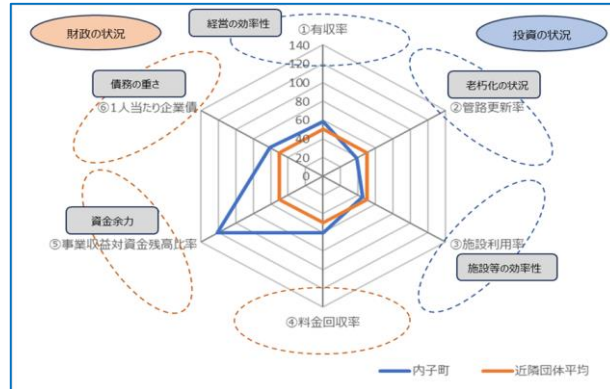 財政の状況
経営の効率性
①有収率
投資の状況
140
120
100
80
60
40
20
0
債務の重さ
⑥1人当たり企業債
老朽化の状況
②管路更新率
資金余力
⑤事業収益対資金残高比率
③施設利用率
施設等の効率性
④料金回収率
内子町
近隣団体平均